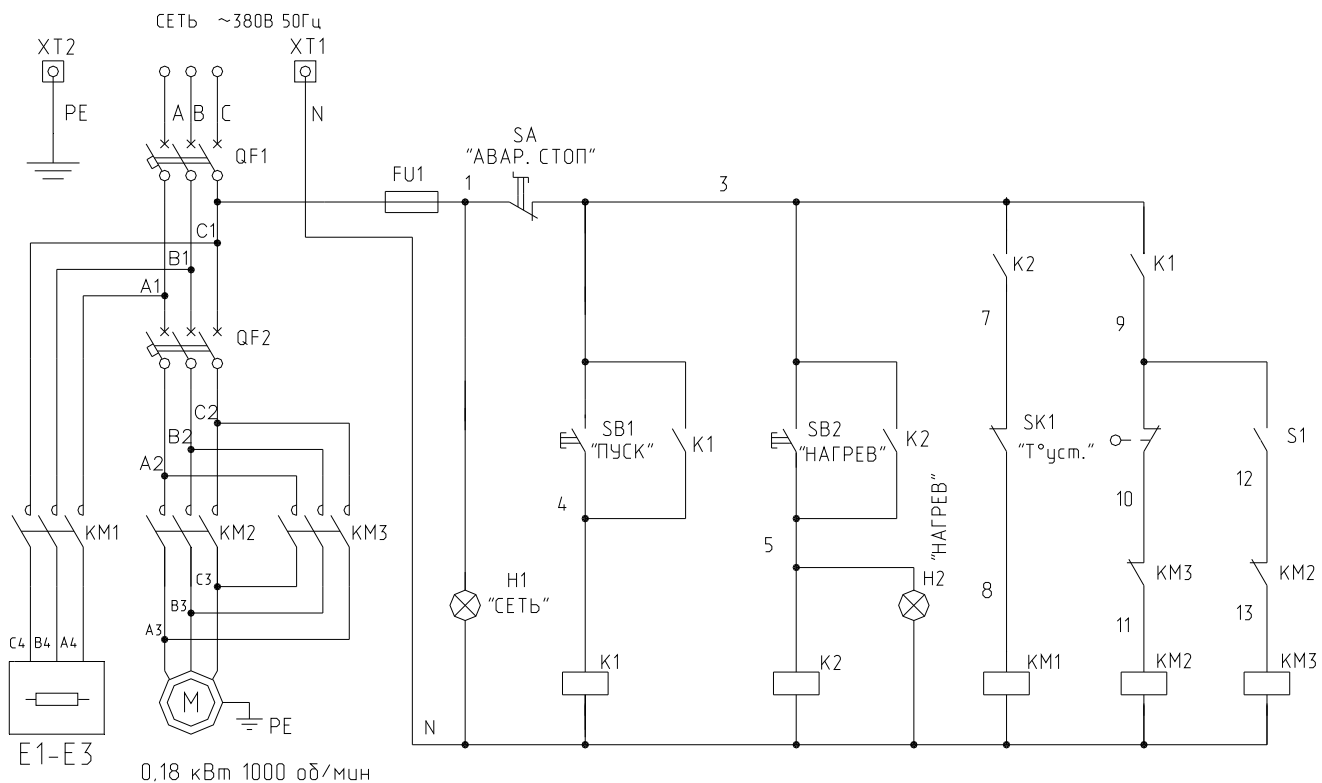 СЕТЬ ~380В 50Гц
XT2
XT1
PE
A B C
N
QF1
SA
"АВАР. СТОП"
FU1
1
3
C1
B1
A1
K2
K1
7
9
QF2
C2
B2
A2
SB1
"ПУСК"
K1
SB2
"НАГРЕВ"
K2
SK1
"T°уст."
S1
4
5
10
12
KM1
KM2
KM3
"НАГРЕВ"
H1
"СЕТЬ"
H2
8
KM3
KM2
11
13
C3
B3
A3
C4 B4 A4
K1
K2
KM1
KM2
KM3
M
PE
N
E1-E3
0,18 кВт 1000 об/мин